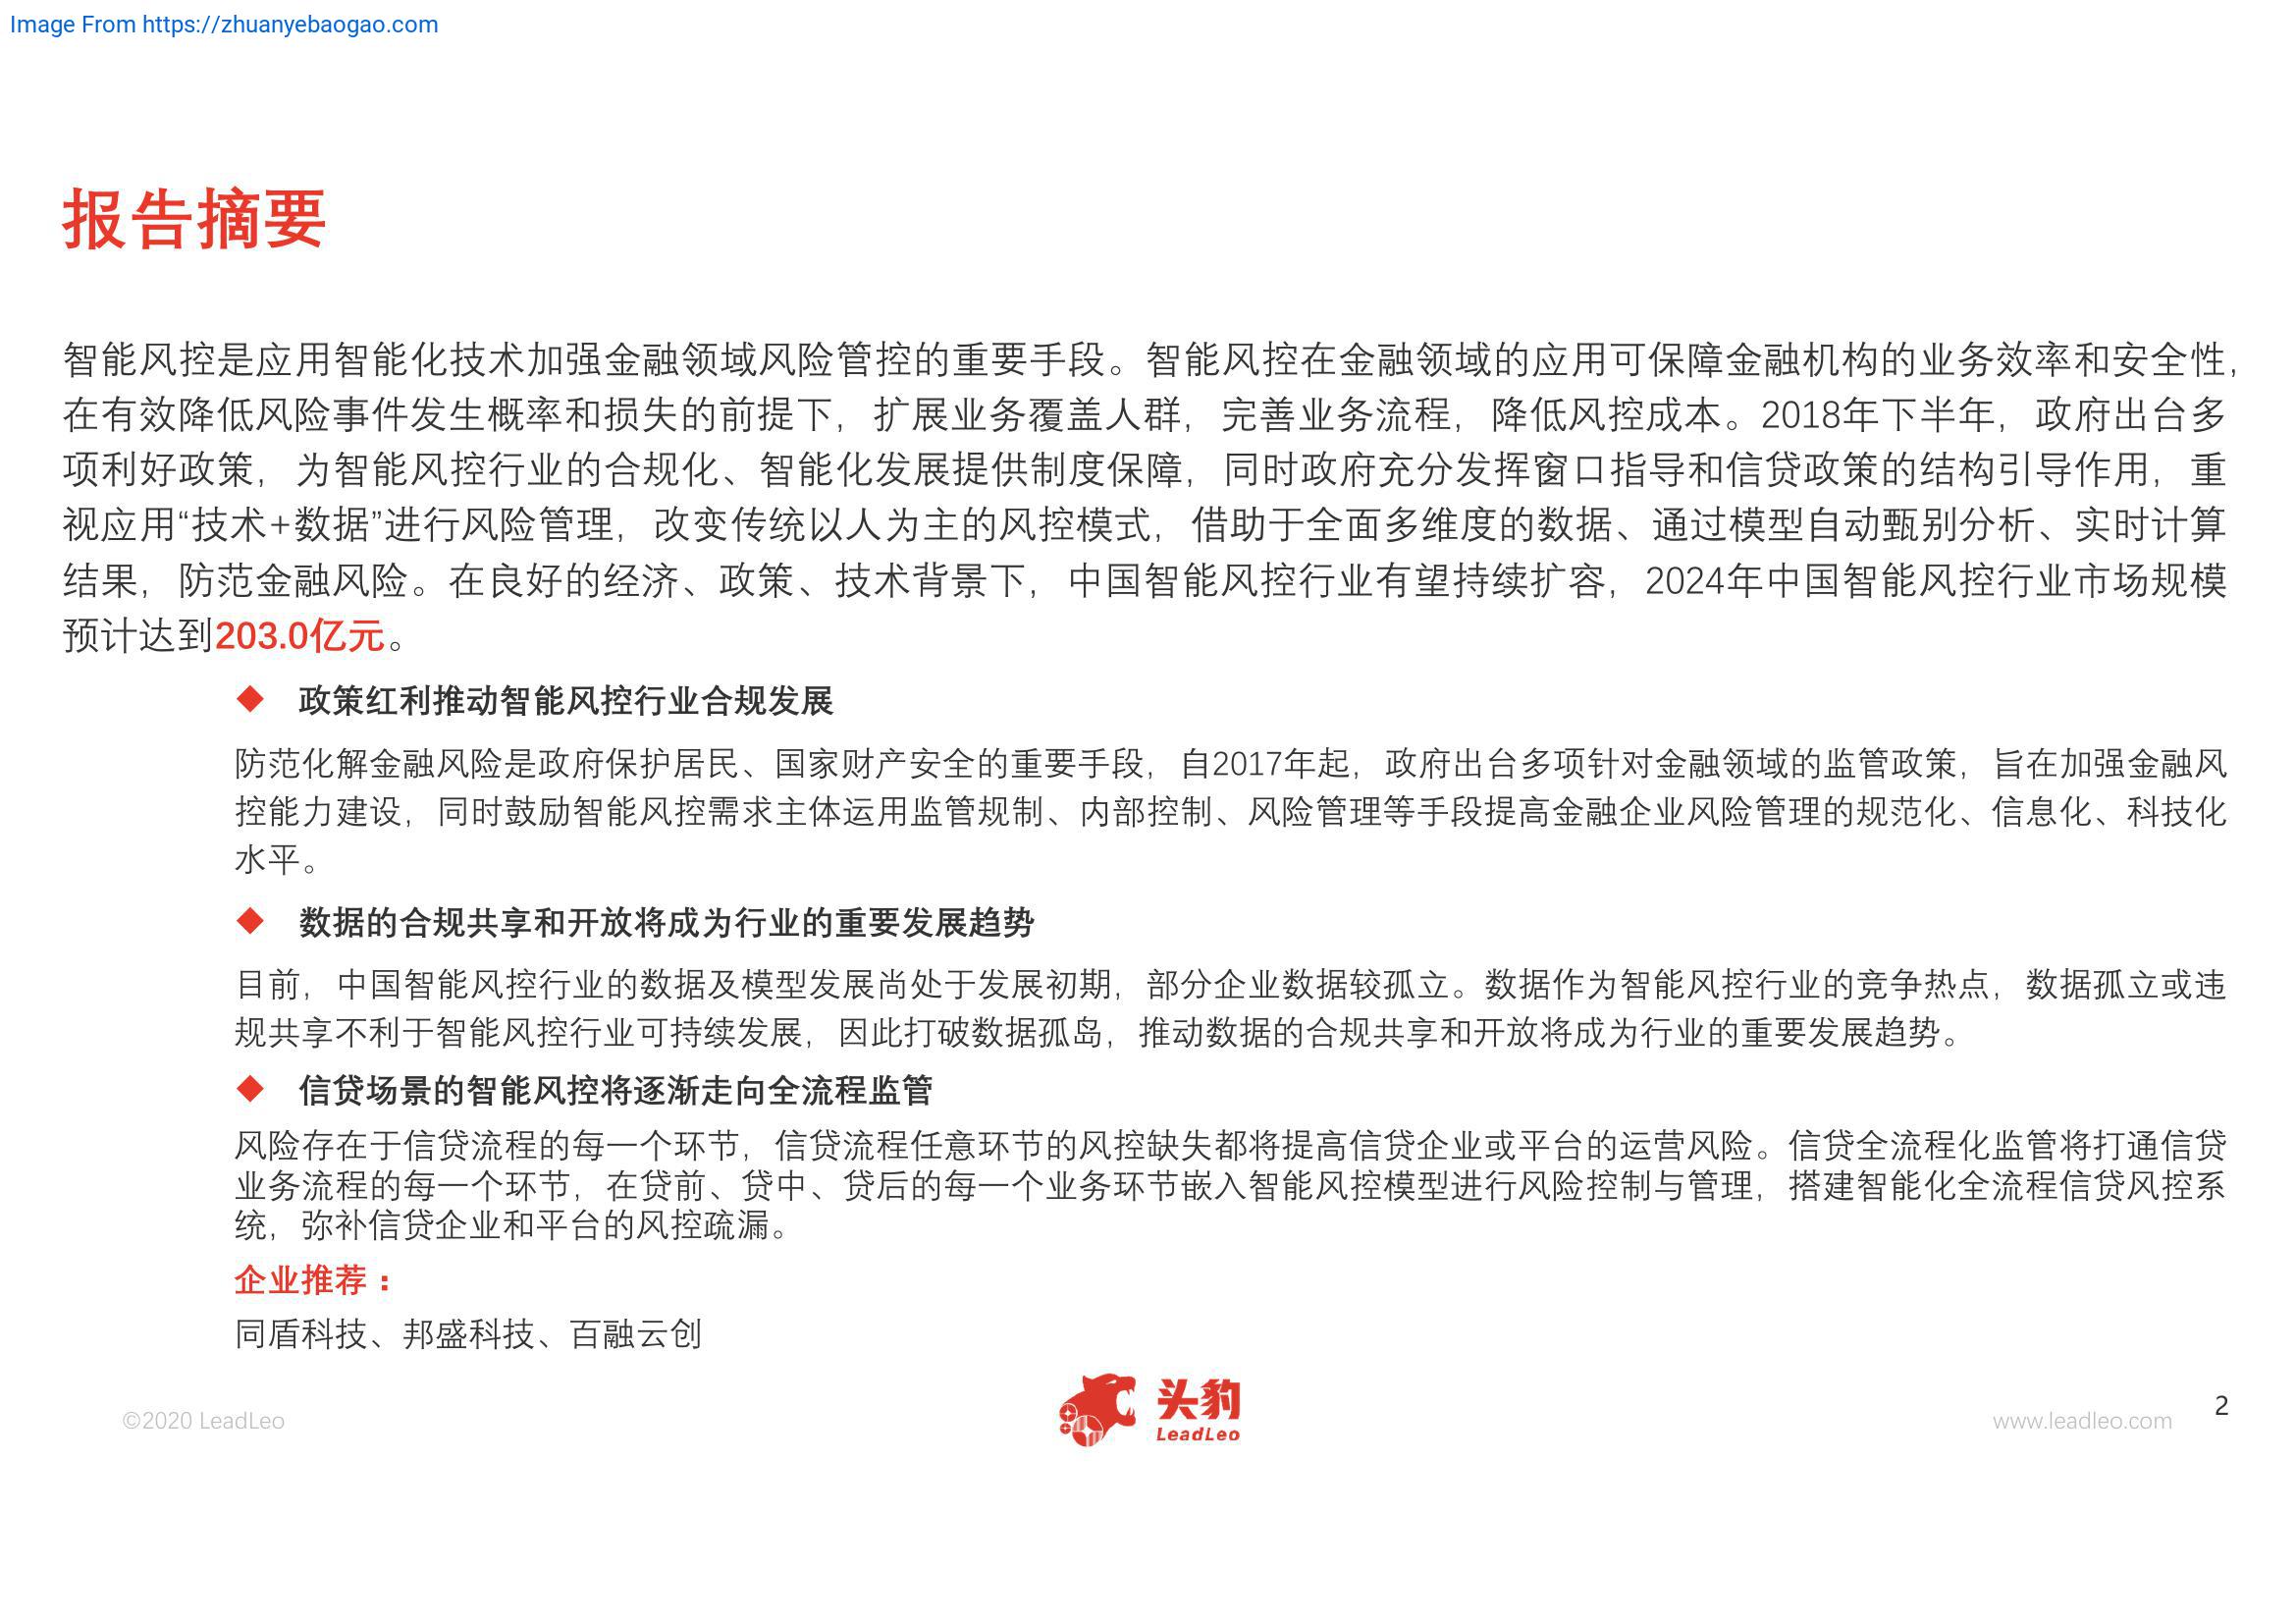 Image From https://zhuanyebaogao.com
报告摘要
智能风控是应用智能化技术加强金融领域风险管控的重要手段。智能风控在金融领域的应用可保障金融机构的业务效率和安全性,
在有效降低风险事件发生概率和损失的前提下，扩展业务覆盖人群，完善业务流程，降低风控成本。2018年下半年，政府出台多
项利好政策，为智能风控行业的合规化、智能化发展提供制度保障，同时政府充分发挥窗口指导和信贷政策的结构引导作用，重
视应用“技术+数据”进行风险管理，改变传统以人为主的风控模式，借助于全面多维度的数据、通过模型自动甄别分析、实时计算
结果，防范金融风险。在良好的经济、政策、技术背景下，中国智能风控行业有望持续扩容，2024年中国智能风控行业市场规模
预计达到203.0亿元。
◆ 政策红利推动智能风控行业合规发展
防范化解金融风险是政府保护居民、国家财产安全的重要手段，自2017年起，政府出台多项针对金融领域的监管政策，旨在加强金融风
控能力建设，同时鼓励智能风控需求主体运用监管规制、内部控制、风险管理等手段提高金融企业风险管理的规范化、信息化、科技化
水平。
◆ 数据的合规共享和开放将成为行业的重要发展趋势
目前，中国智能风控行业的数据及模型发展尚处于发展初期，部分企业数据较孤立。数据作为智能风控行业的竞争热点，数据孤立或违
规共享不利于智能风控行业可持续发展，因此打破数据孤岛，推动数据的合规共享和开放将成为行业的重要发展趋势。
◆ 信贷场景的智能风控将逐渐走向全流程监管
风险存在于信贷流程的每一个环节，信贷流程任意环节的风控缺失都将提高信贷企业或平台的运营风险。信贷全流程化监管将打通信贷
业务流程的每一个环节，在贷前、贷中、贷后的每一个业务环节嵌入智能风控模型进行风险控制与管理，搭建智能化全流程信贷风控系
统，弥补信贷企业和平台的风控疏漏。
企业推荐：
同盾科技、邦盛科技、百融云创
©2020 LeadLeo
头豹
LeadLeo
www.leadleo.com
2